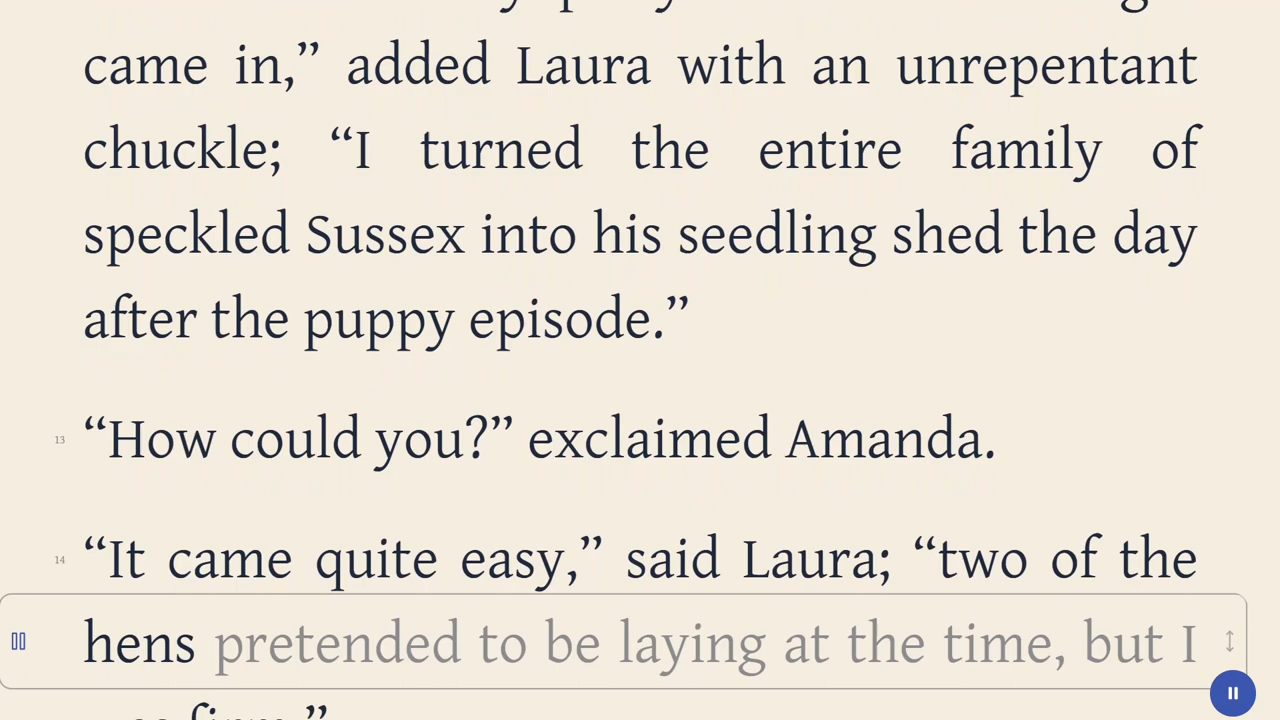 came in,” added Laura with an unrepentant
chuckle; “I turned the entire family of
speckled Sussex into his seedling shed the day
after the puppy episode.”
13 “How could you?” exclaimed Amanda.
14 “It came quite easy,” said Laura; “two of the
hens pretended to be laying at the time, but I
firm.”